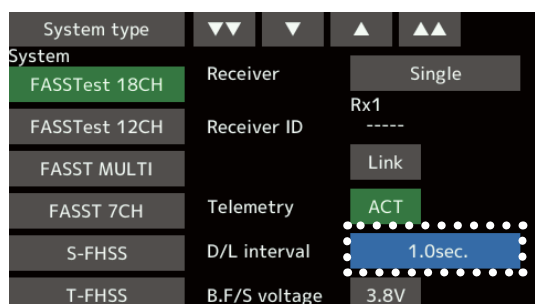 System type ▼▼ ▼ ▲ ▲▲
System
FASSTest 18CH
FASSTest 12CH
FASST MULTI
FASST 7CH
S-FHSS
T-FHSS
Receiver Single
Rx1
Receiver ID -----
Link
Telemetry ACT
D/L interval 1.0sec.
B.F/S voltage 3.8V